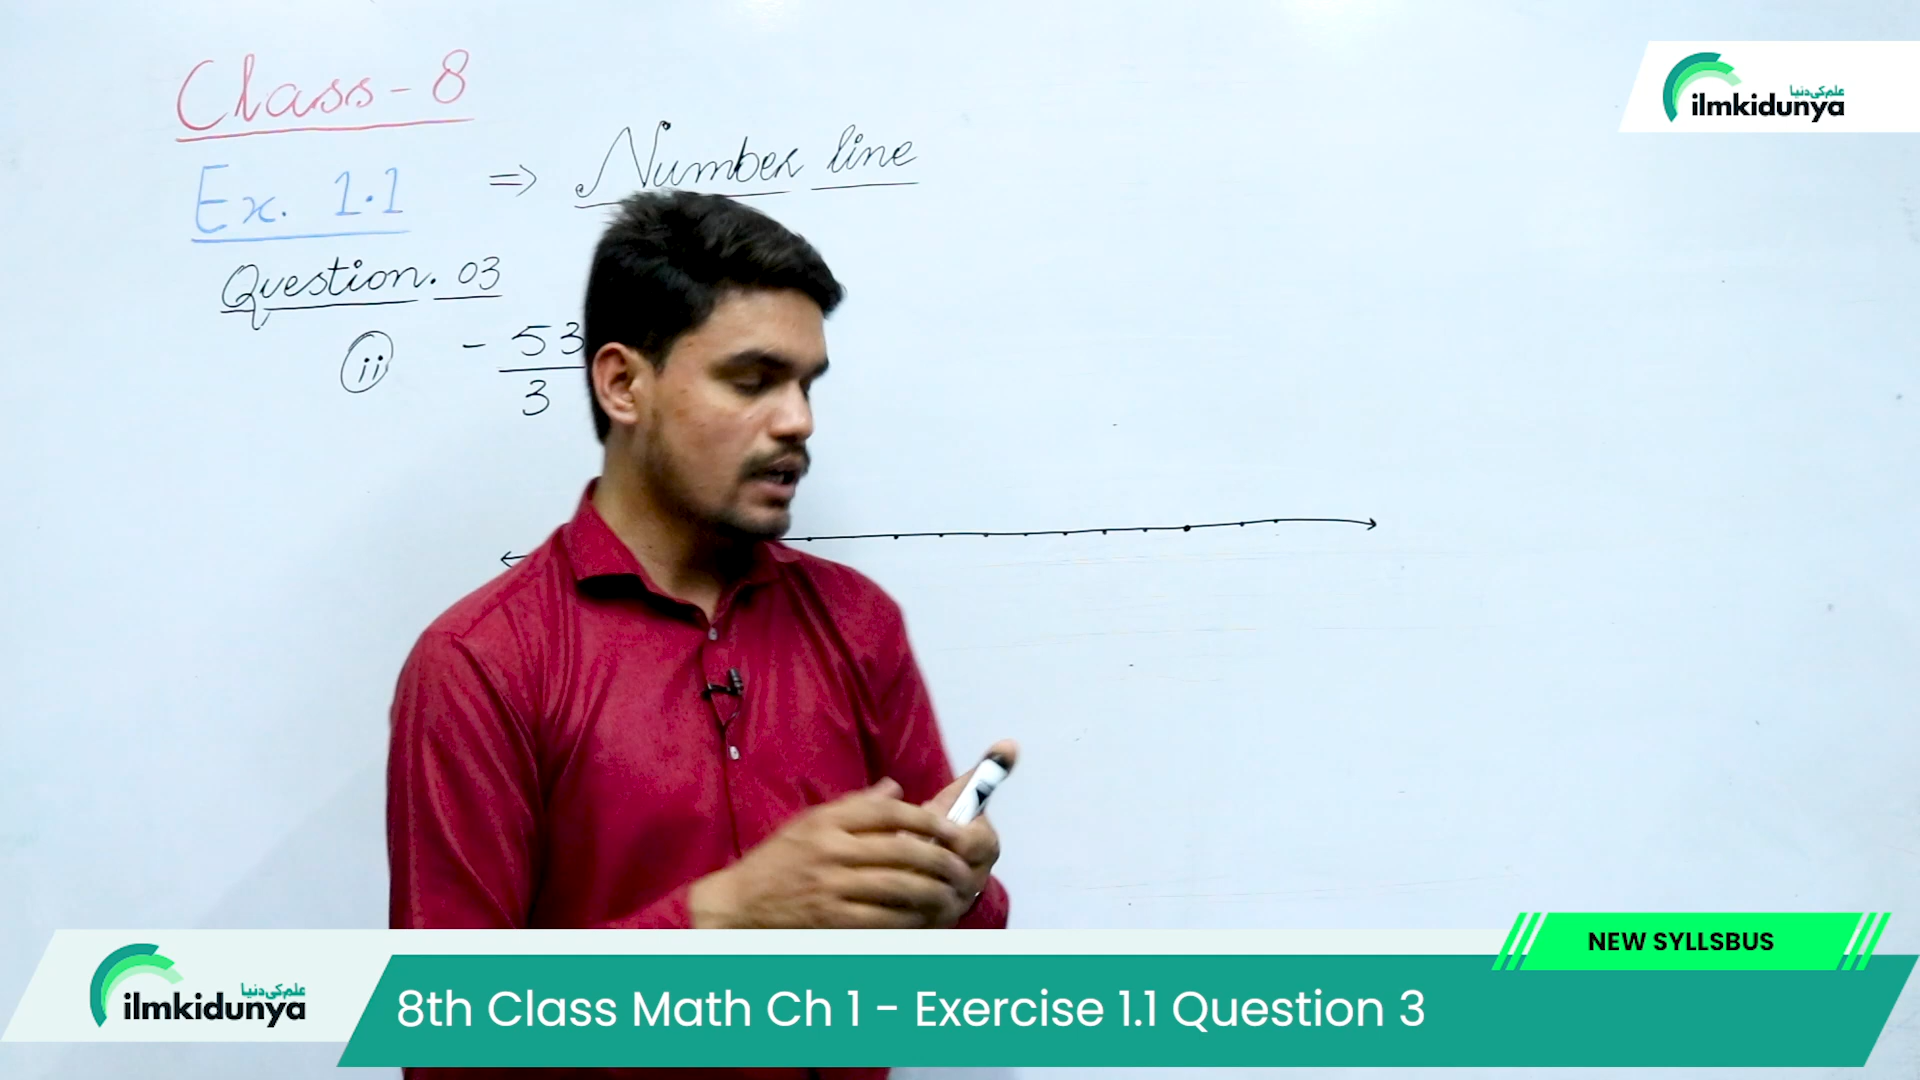 Class - 8
Ex. 1.1 ⇒ Number line
Question. 03
ii - 53
3
علم کی دنیا
ilmkidunya
NEW SYLLSBUS
علم کی دنیا
ilmkidunya
8th Class Math Ch 1 - Exercise 1.1 Question 3